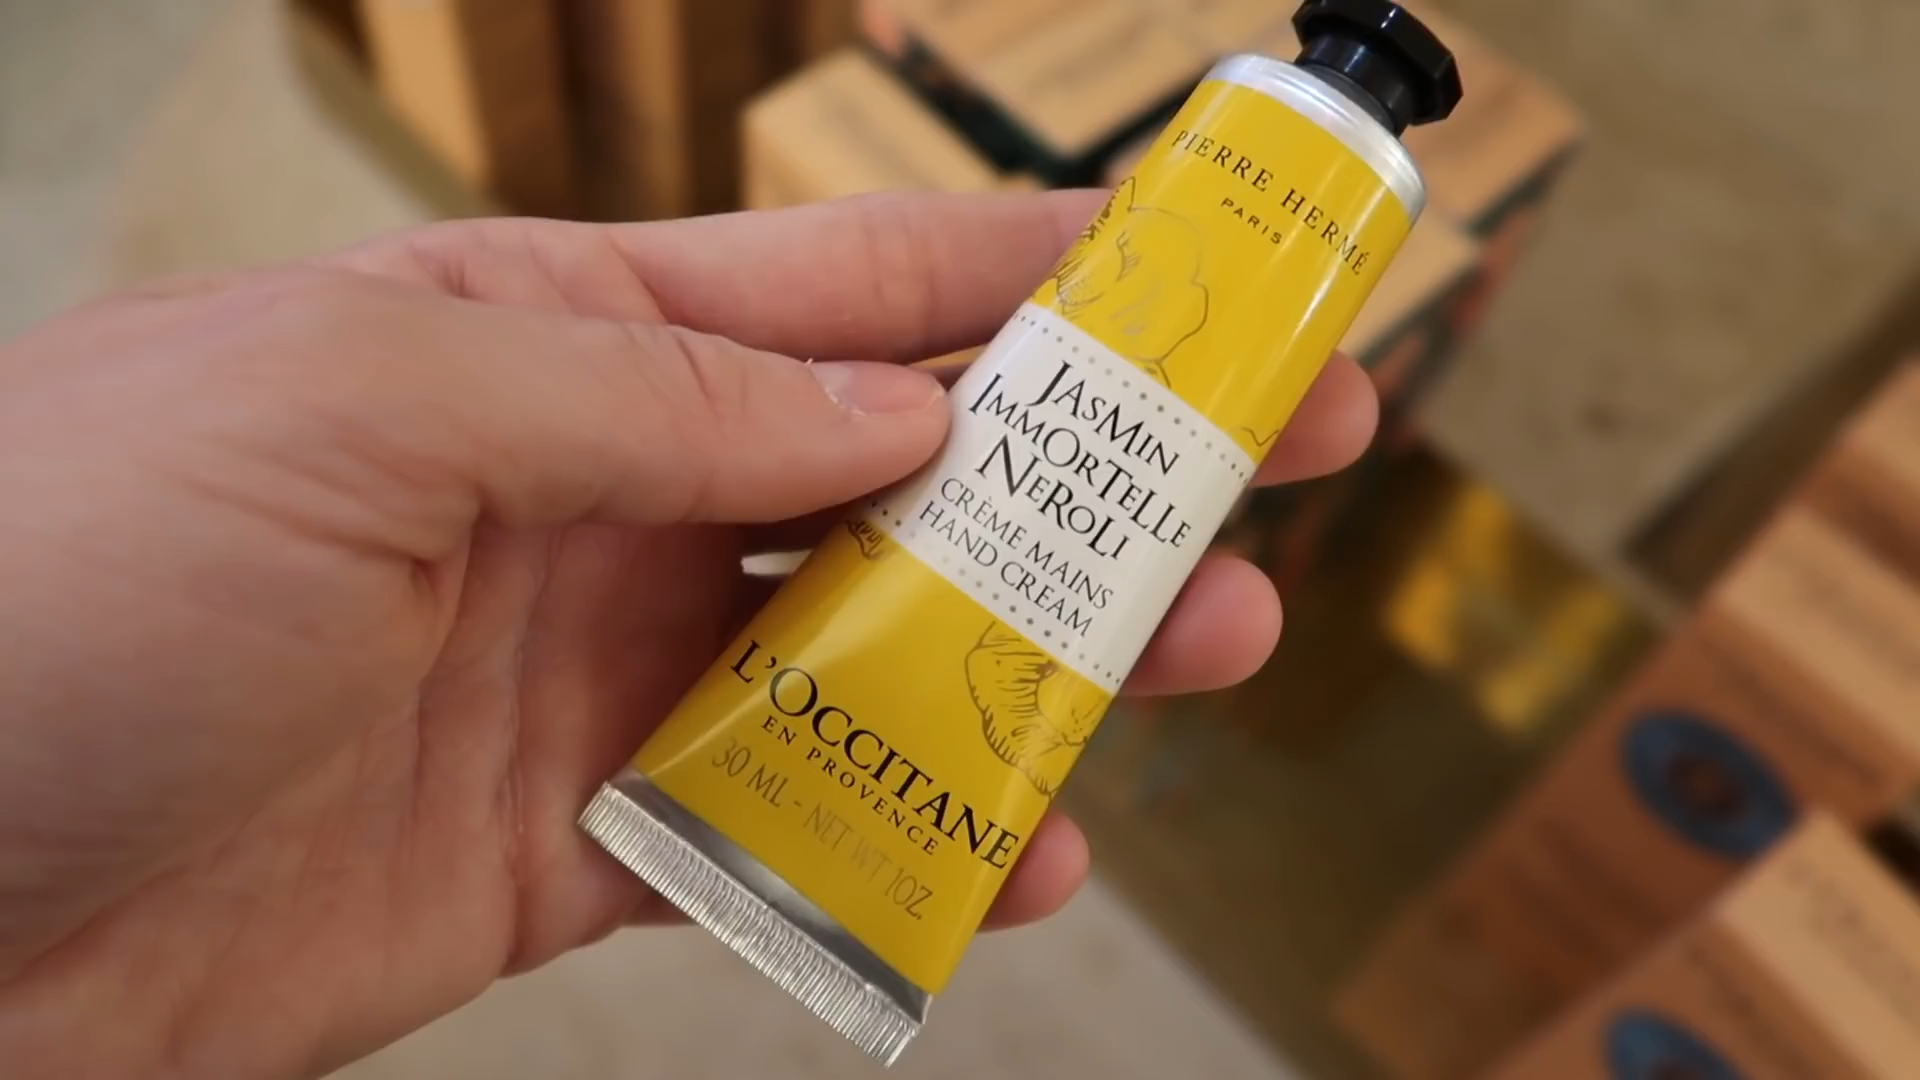 PIERRE HERMÉ
PARIS
JASMIN
IMMORTELLE
NEROLI
CRÈME MAINS
HAND CREAM
L'OCCITANE
EN PROVENCE
30 ML - NET WT 1OZ.